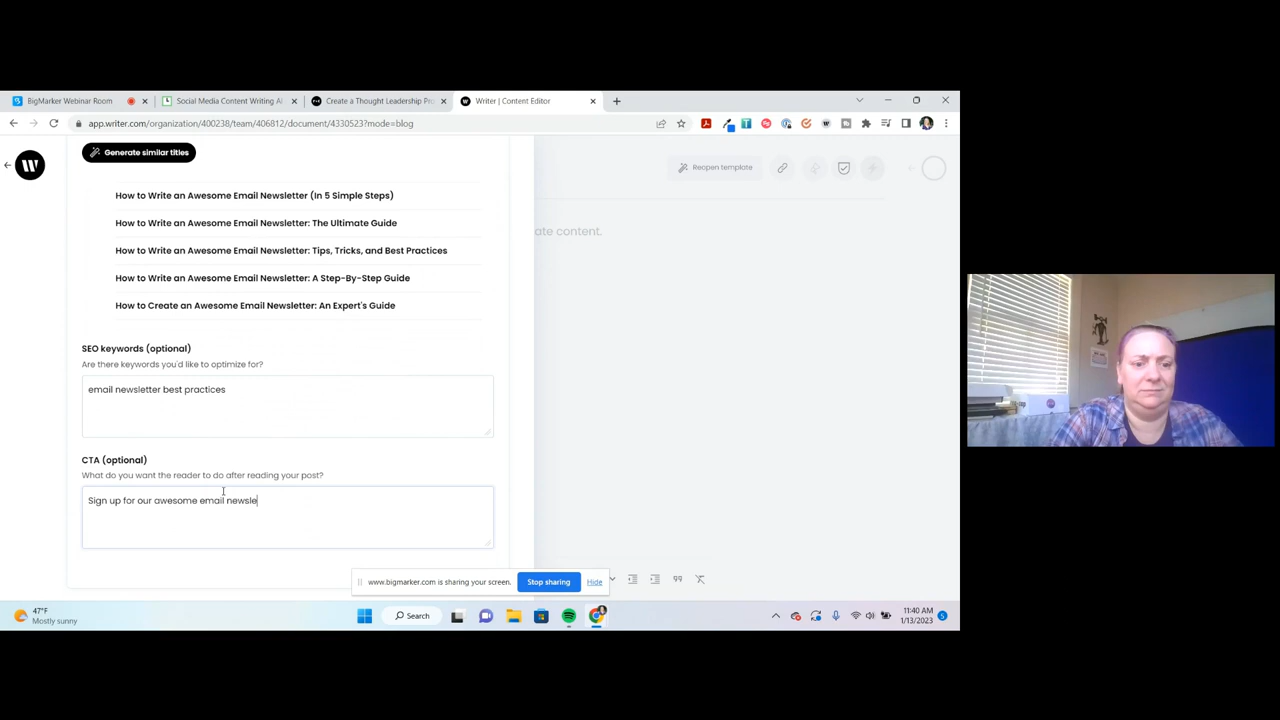 BigMarker Webinar Room
Social Media Content Writing AI
Create a Thought Leadership Pro
Writer | Content Editor
app.writer.com/organization/400238/team/406812/document/4330523?mode=blog
W
Generate similar titles
Reopen template
How to Write an Awesome Email Newsletter (In 5 Simple Steps)
How to Write an Awesome Email Newsletter: The Ultimate Guide
ate content.
How to Write an Awesome Email Newsletter: Tips, Tricks, and Best Practices
How to Write an Awesome Email Newsletter: A Step-By-Step Guide
How to Create an Awesome Email Newsletter: An Expert's Guide
SEO keywords (optional)
Are there keywords you'd like to optimize for?
email newsletter best practices
CTA (optional)
What do you want the reader to do after reading your post?
Sign up for our awesome email newsle
www.bigmarker.com is sharing your screen.
Stop sharing
Hide
47°F
Mostly sunny
Search
11:40 AM
1/13/2023
5